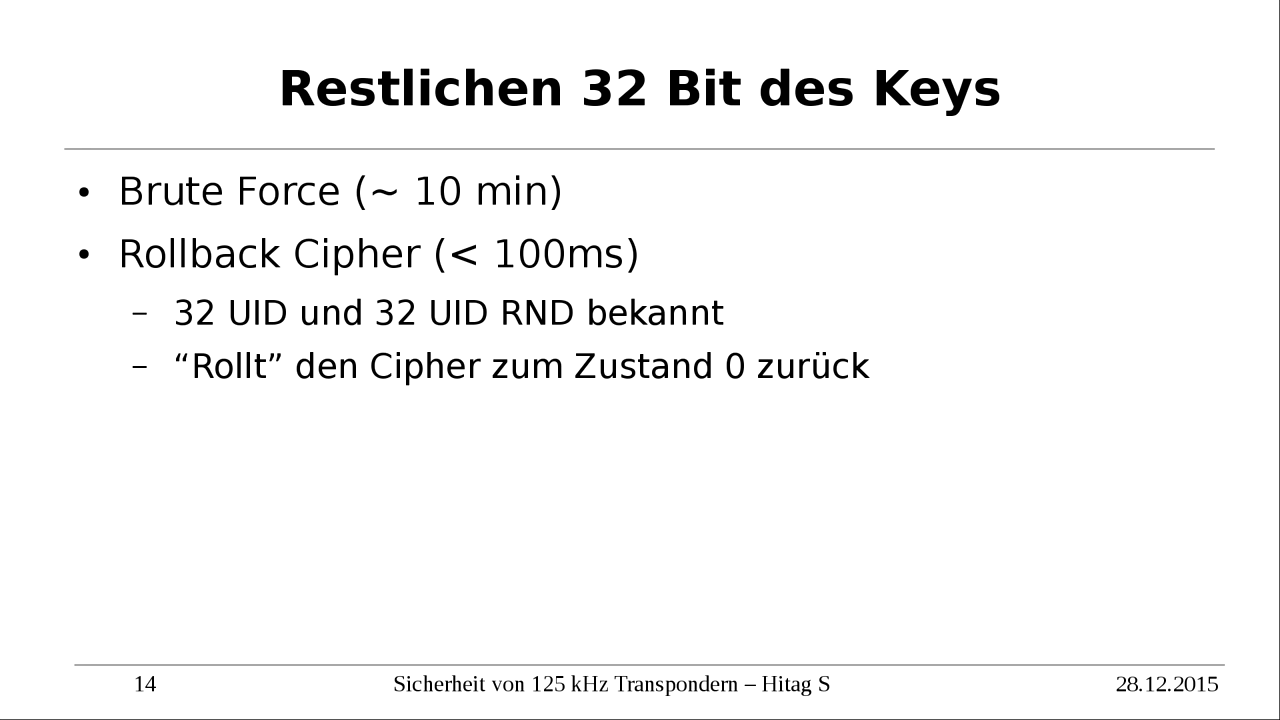 Restlichen 32 Bit des Keys
• Brute Force (~ 10 min)
• Rollback Cipher (< 100ms)
– 32 UID und 32 UID RND bekannt
– “Rollt” den Cipher zum Zustand 0 zurück
14 Sicherheit von 125 kHz Transpondern – Hitag S 28.12.2015